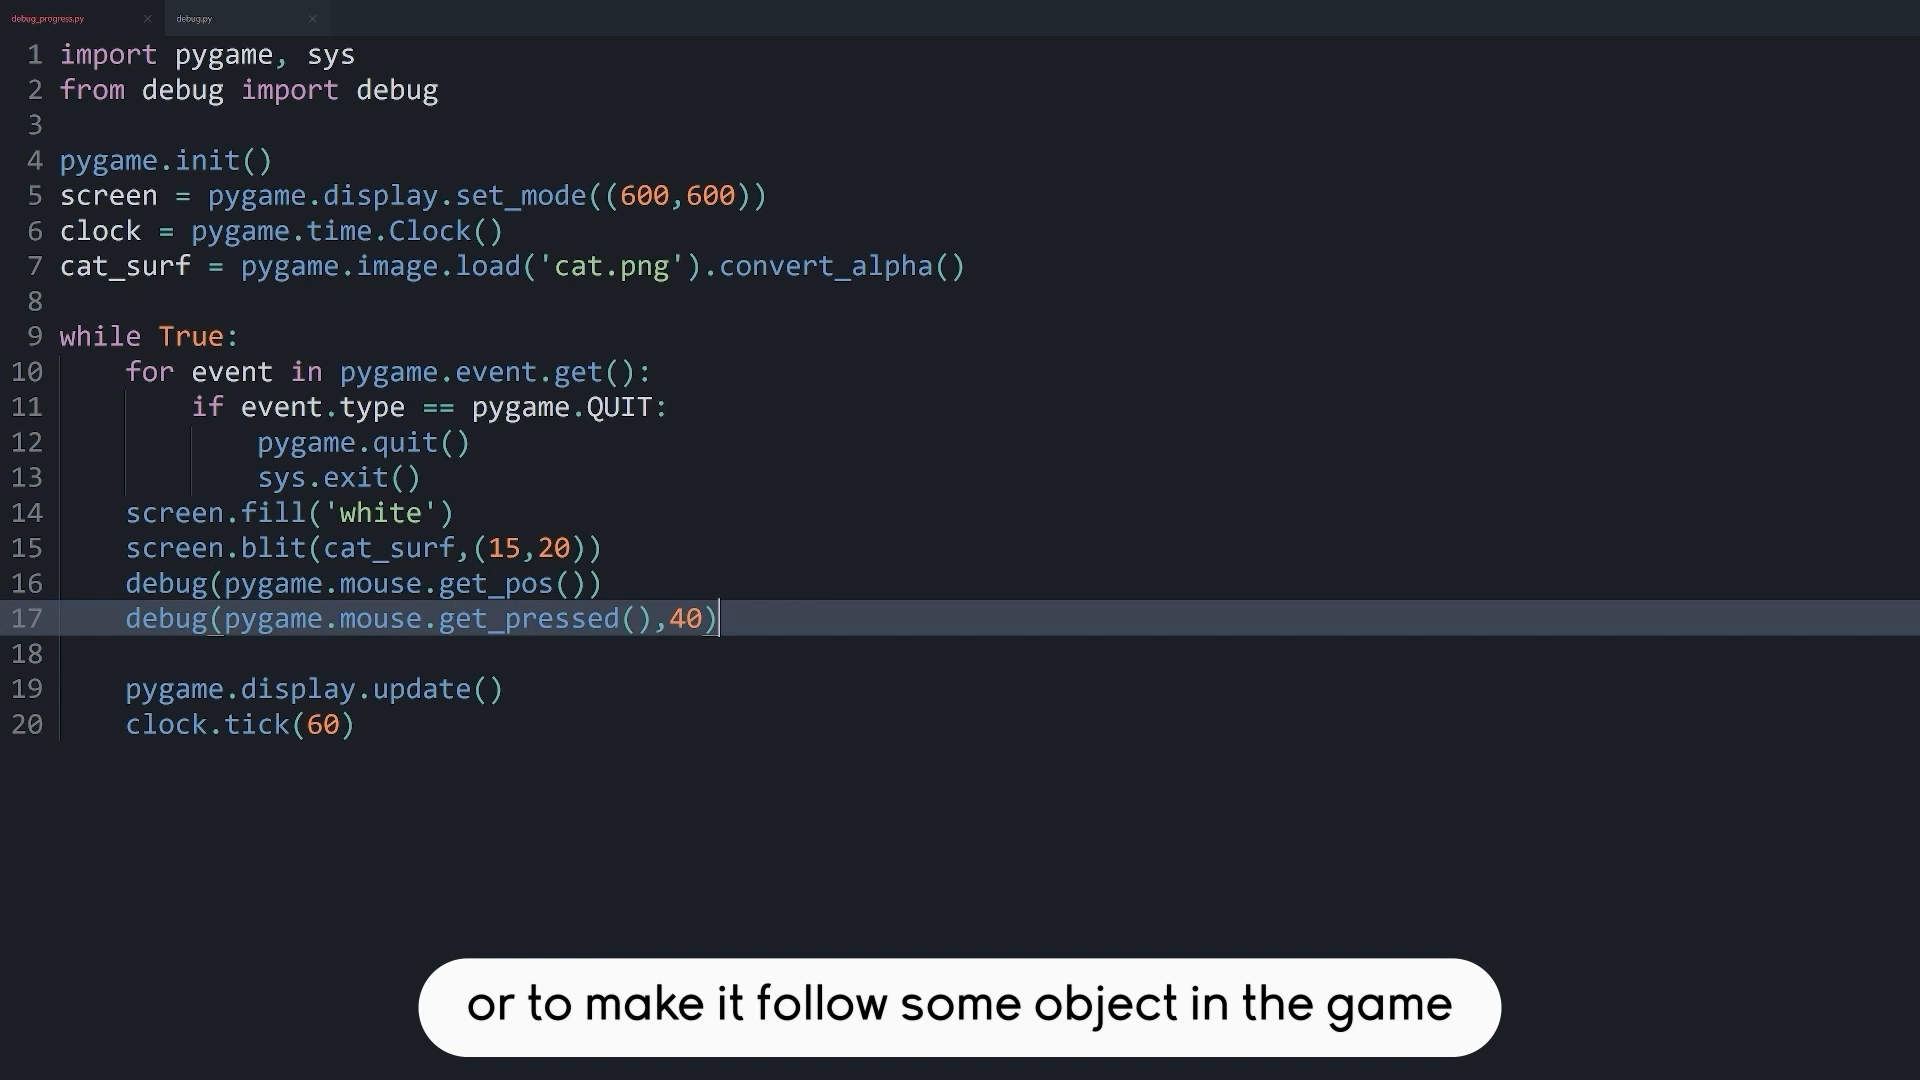 debug_progress.py × debug.py ×
1 import pygame, sys
2 from debug import debug
3
4 pygame.init()
5 screen = pygame.display.set_mode((600,600))
6 clock = pygame.time.Clock()
7 cat_surf = pygame.image.load('cat.png').convert_alpha()
8
9 while True:
10     for event in pygame.event.get():
11         if event.type == pygame.QUIT:
12             pygame.quit()
13             sys.exit()
14     screen.fill('white')
15     screen.blit(cat_surf,(15,20))
16     debug(pygame.mouse.get_pos())
17     debug(pygame.mouse.get_pressed(),40)
18
19     pygame.display.update()
20     clock.tick(60)
or to make it follow some object in the game